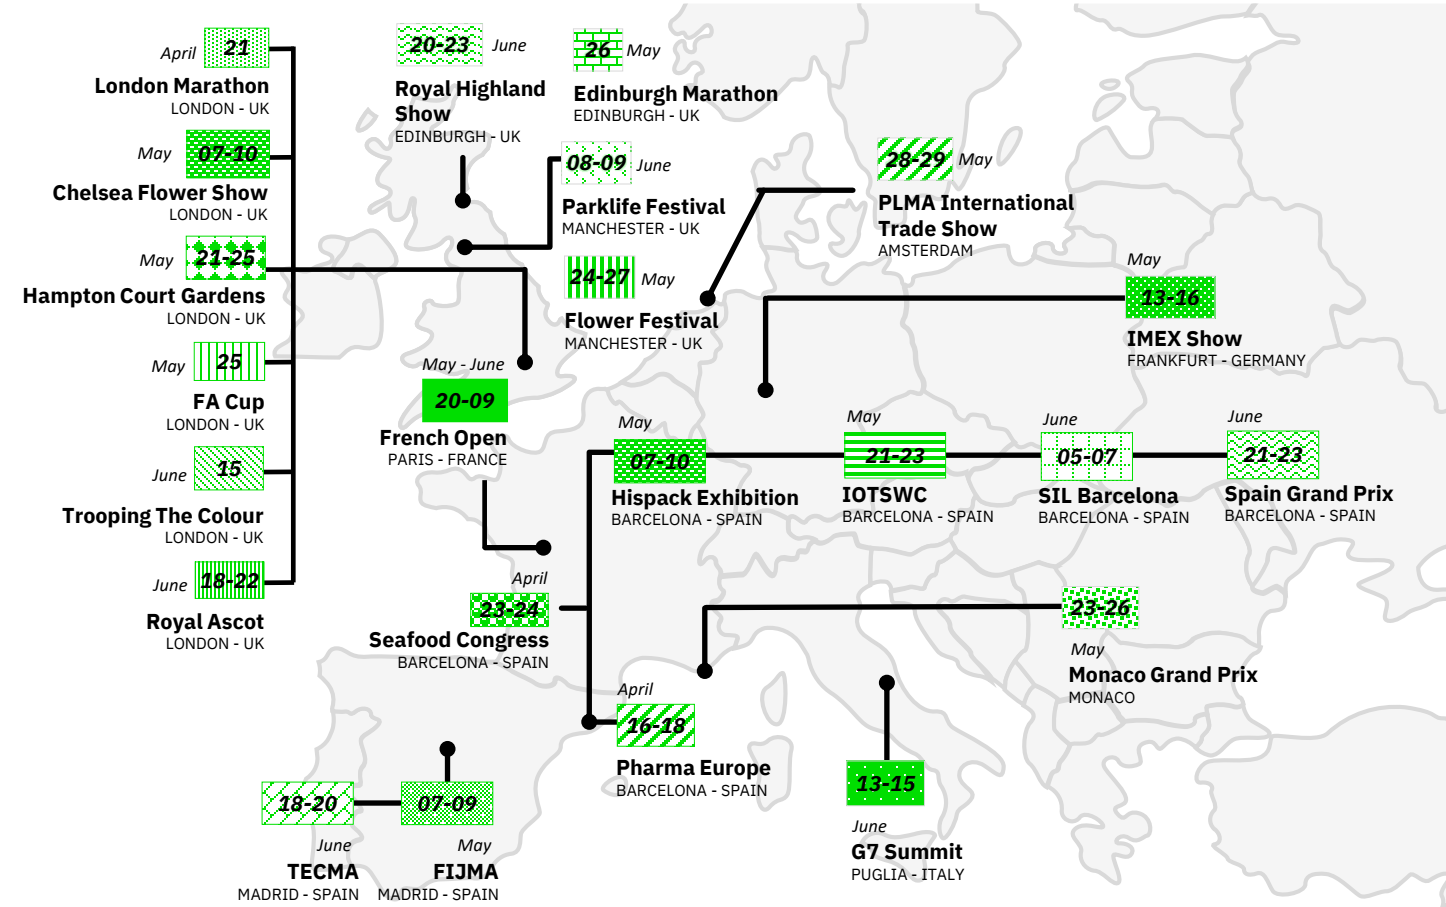 April 21
London Marathon
LONDON - UK
May 07-10
Chelsea Flower Show
LONDON - UK
May 21-25
Hampton Court Gardens
LONDON - UK
May 25
FA Cup
LONDON - UK
June 15
Trooping The Colour
LONDON - UK
June 18-22
Royal Ascot
LONDON - UK
20-23 June
Royal Highland
Show
EDINBURGH - UK
26 May
Edinburgh Marathon
EDINBURGH - UK
08-09 June
Parklife Festival
MANCHESTER - UK
24-27 May
Flower Festival
MANCHESTER - UK
28-29 May
PLMA International
Trade Show
AMSTERDAM
May
13-16
IMEX Show
FRANKFURT - GERMANY
May - June
20-09
French Open
PARIS - FRANCE
May
07-10
Hispack Exhibition
BARCELONA - SPAIN
May
21-23
IOTSWC
BARCELONA - SPAIN
June
05-07
SIL Barcelona
BARCELONA - SPAIN
June
21-23
Spain Grand Prix
BARCELONA - SPAIN
April
23-24
Seafood Congress
BARCELONA - SPAIN
April
16-18
Pharma Europe
BARCELONA - SPAIN
23-26
May
Monaco Grand Prix
MONACO
13-15
June
G7 Summit
PUGLIA - ITALY
18-20
June
TECMA
MADRID - SPAIN
07-09
May
FIJMA
MADRID - SPAIN